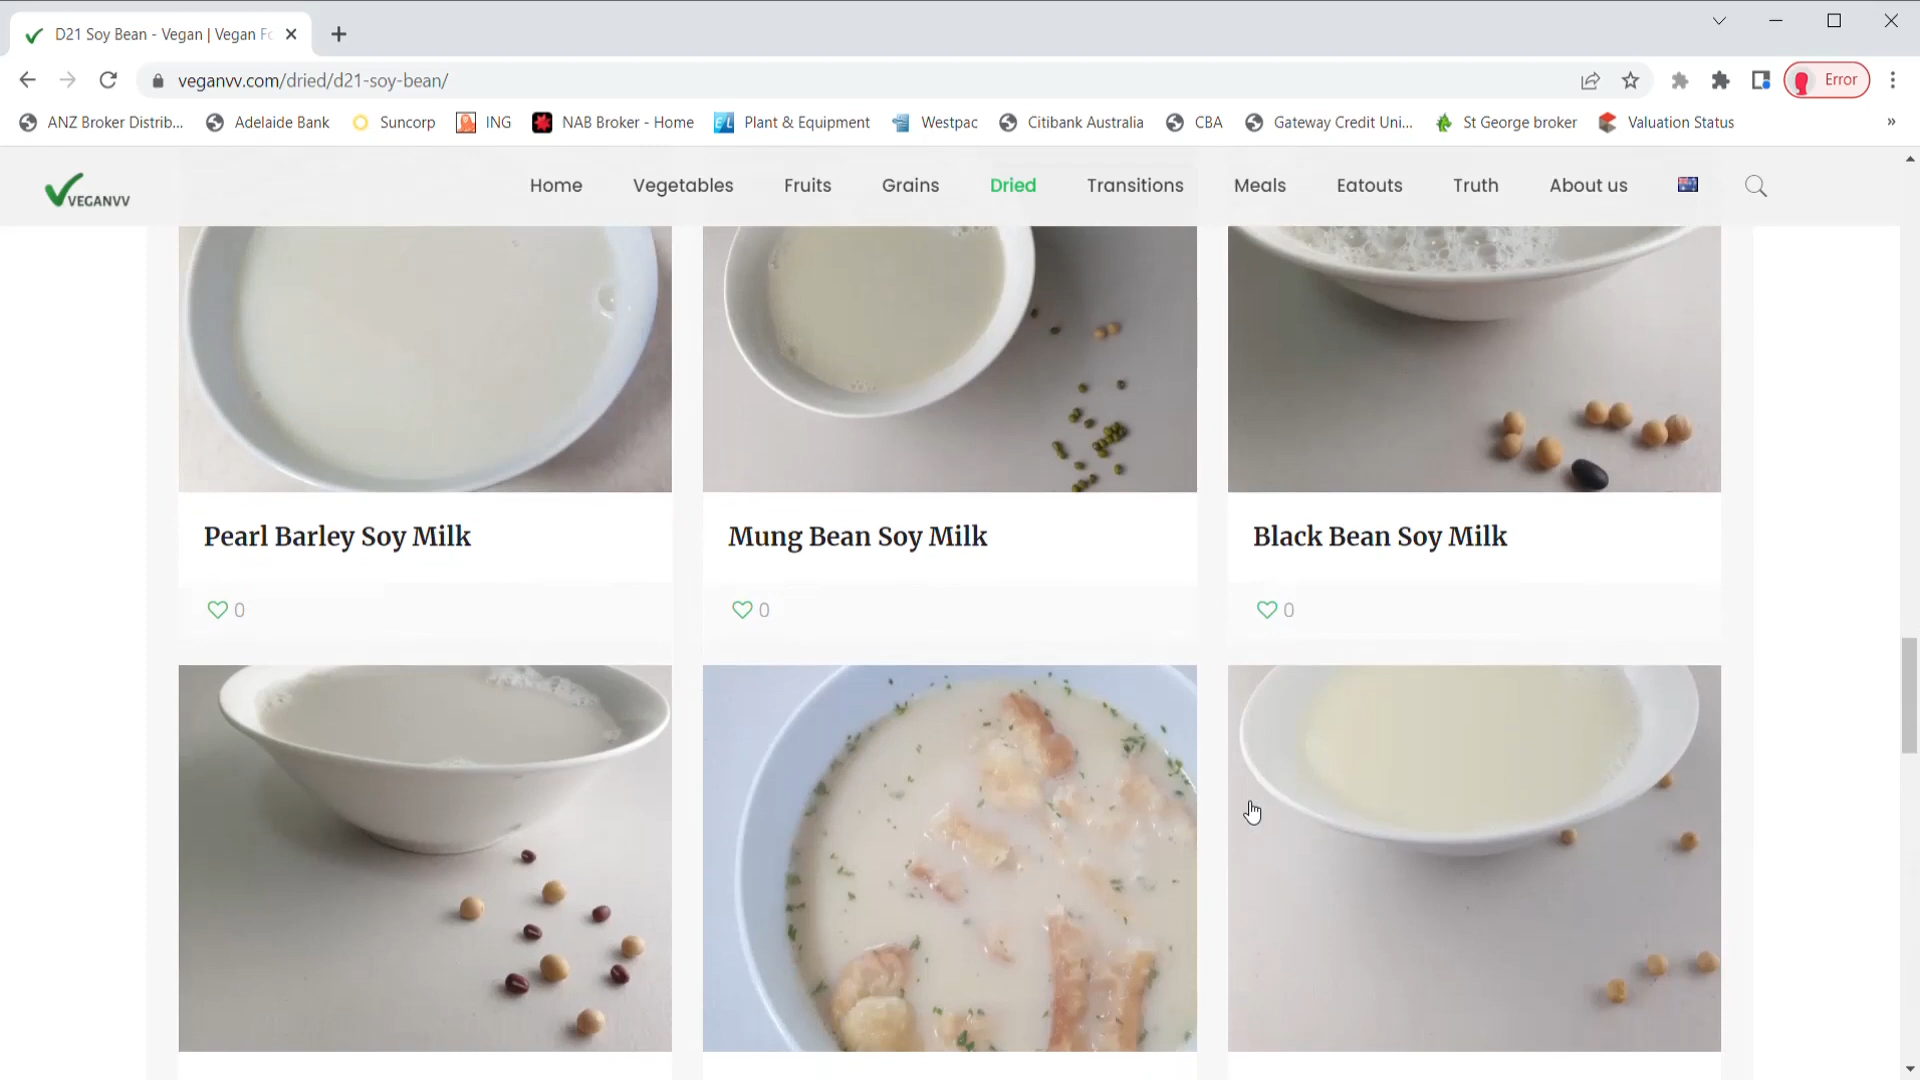 D21 Soy Bean - Vegan | Vegan Fo
veganvv.com/dried/d21-soy-bean/
Error
ANZ Broker Distrib...
Adelaide Bank
Suncorp
ING
NAB Broker - Home
Plant & Equipment
Westpac
Citibank Australia
CBA
Gateway Credit Uni...
St George broker
Valuation Status
»
VEGANVV
Home
Vegetables
Fruits
Grains
Dried
Transitions
Meals
Eatouts
Truth
About us
Pearl Barley Soy Milk
Mung Bean Soy Milk
Black Bean Soy Milk
0
0
0